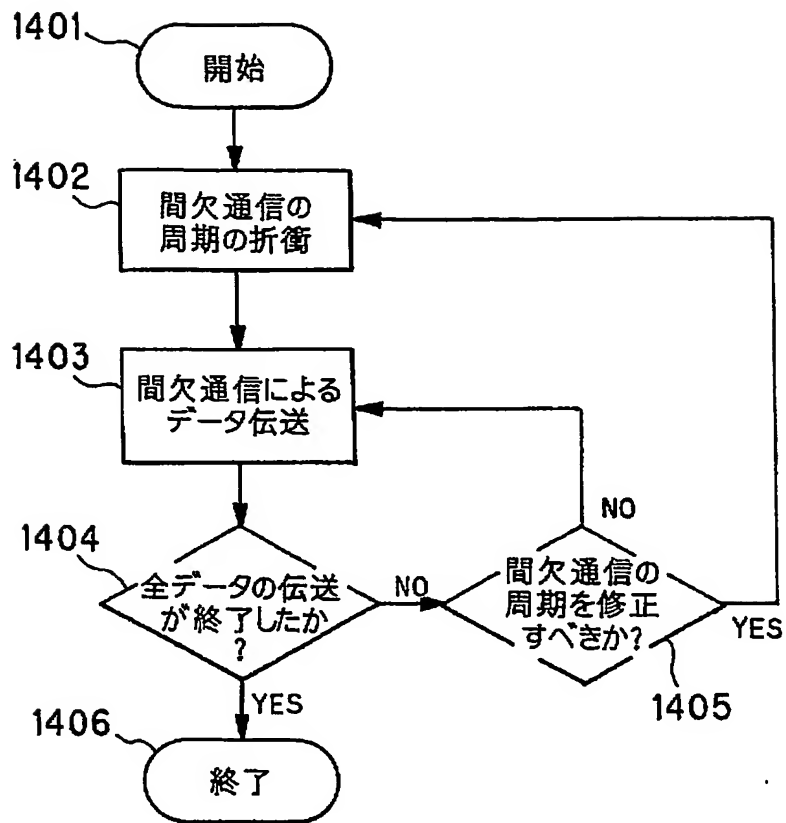 1401
開始
1402
間欠通信の
周期の折衝
1403
間欠通信による
データ伝送
1404
全データの伝送
が終了したか
?
NO
YES
間欠通信の
周期を修正
すべきか?
NO
YES
1405
1406
終了